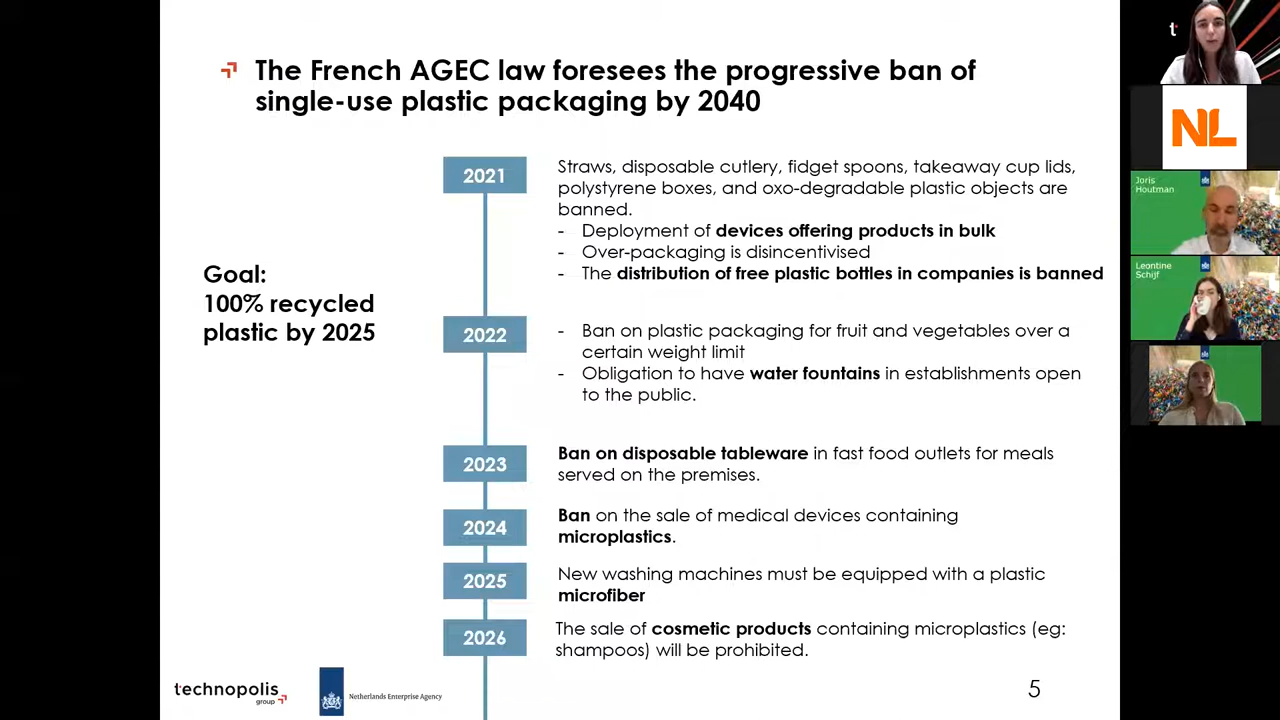 The French AGEC law foresees the progressive ban of
single-use plastic packaging by 2040
Goal:
100% recycled
plastic by 2025
2021
Straws, disposable cutlery, fidget spoons, takeaway cup lids,
polystyrene boxes, and oxo-degradable plastic objects are
banned.
- Deployment of devices offering products in bulk
- Over-packaging is disincentivised
- The distribution of free plastic bottles in companies is banned
2022
- Ban on plastic packaging for fruit and vegetables over a
certain weight limit
- Obligation to have water fountains in establishments open
to the public.
2023
Ban on disposable tableware in fast food outlets for meals
served on the premises.
2024
Ban on the sale of medical devices containing
microplastics.
2025
New washing machines must be equipped with a plastic
microfiber
2026
The sale of cosmetic products containing microplastics (eg:
shampoos) will be prohibited.
technopolis
group
Netherlands Enterprise Agency
5
t
NL
Joris
Houtman
Leontine
Schijf